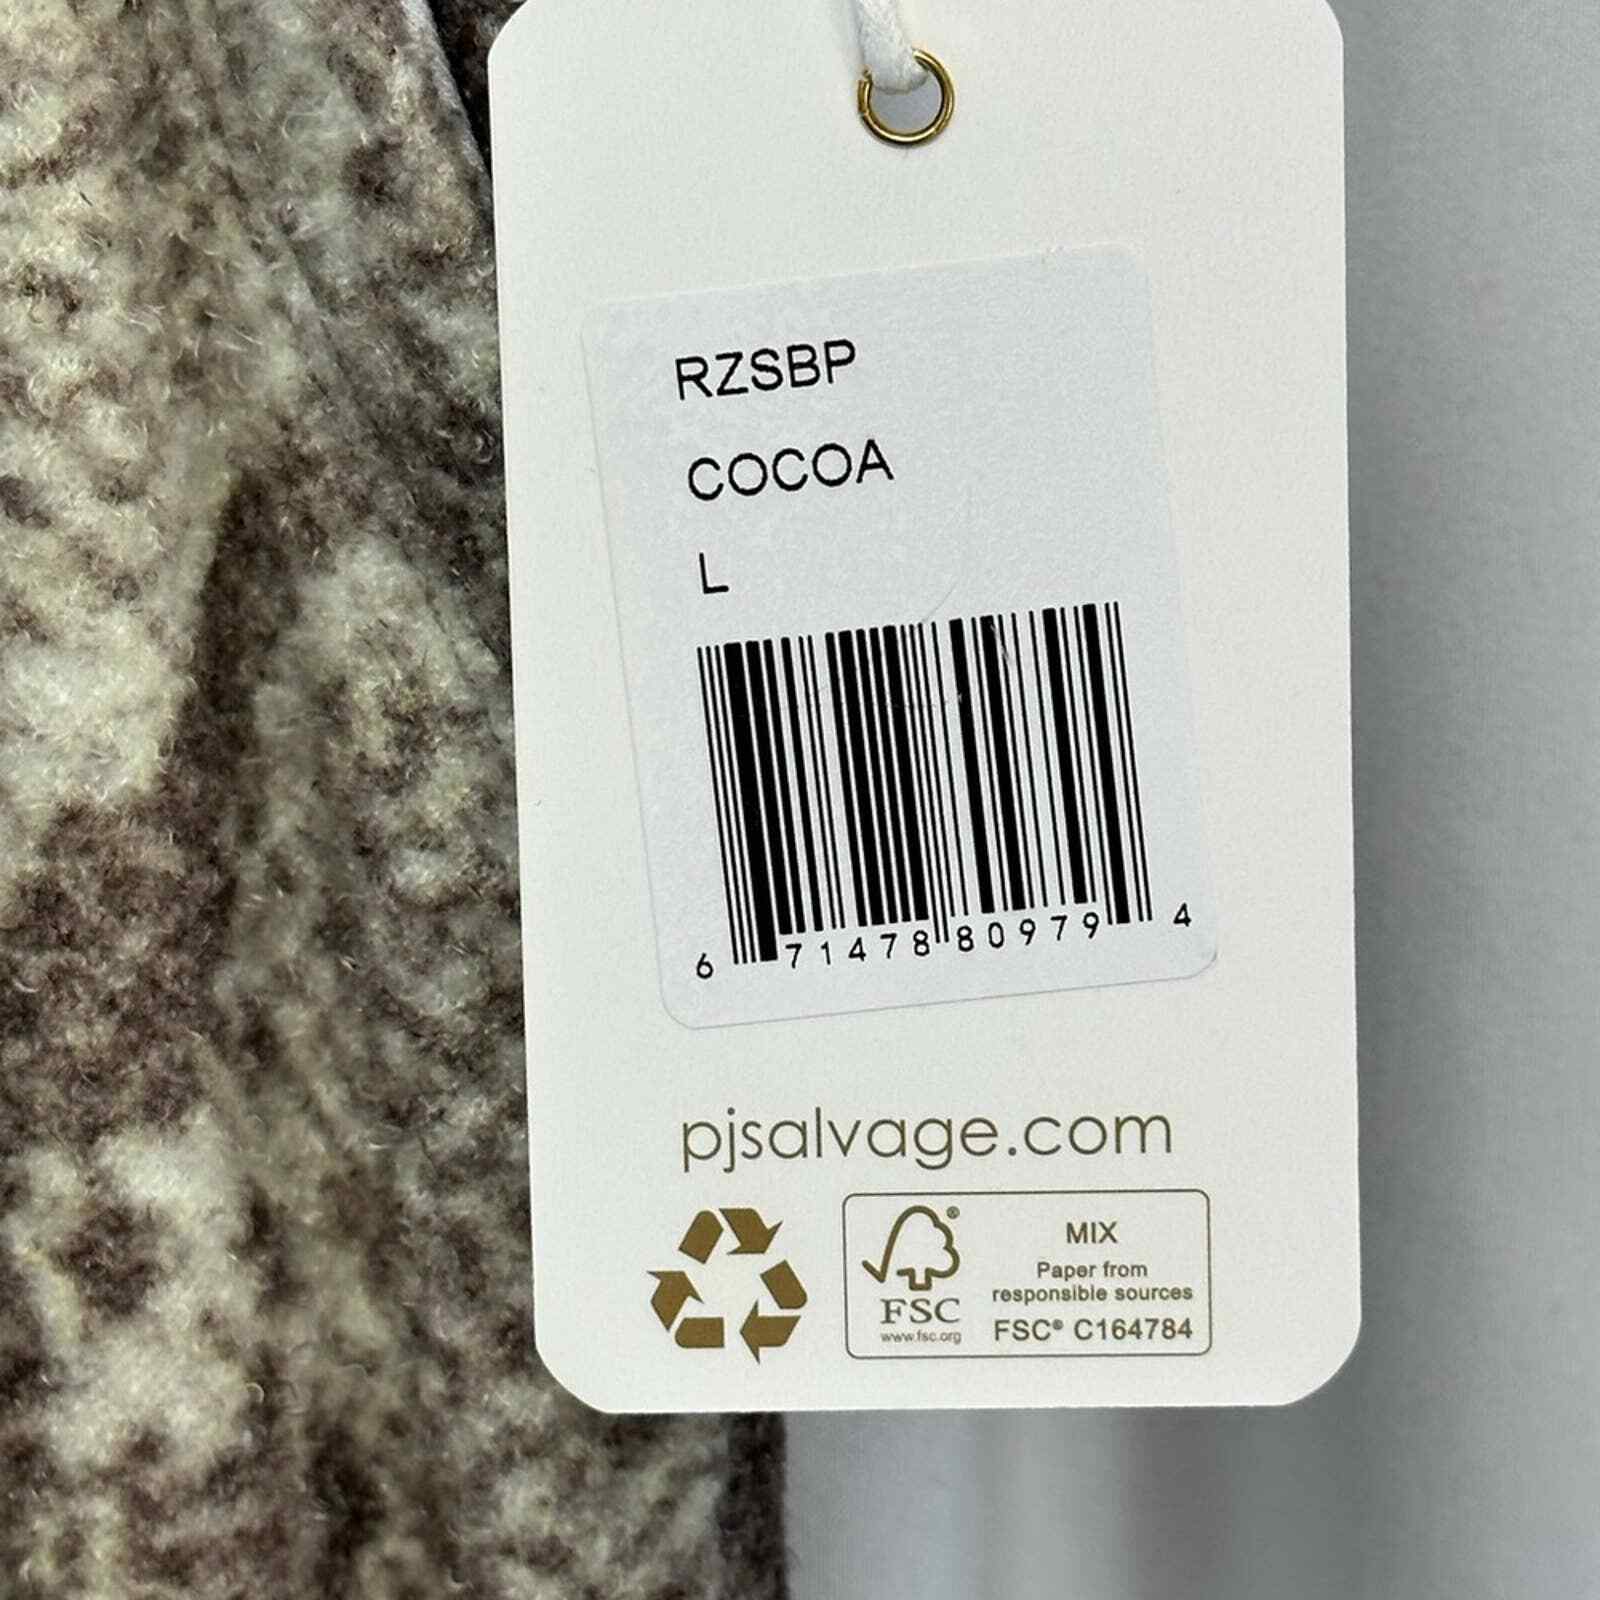 RZSBP
COCOA
L
6 71478 80979 4
pjsalvage.com
®
MIX
Paper from
responsible sources
FSC
www.fsc.org
FSC® C164784